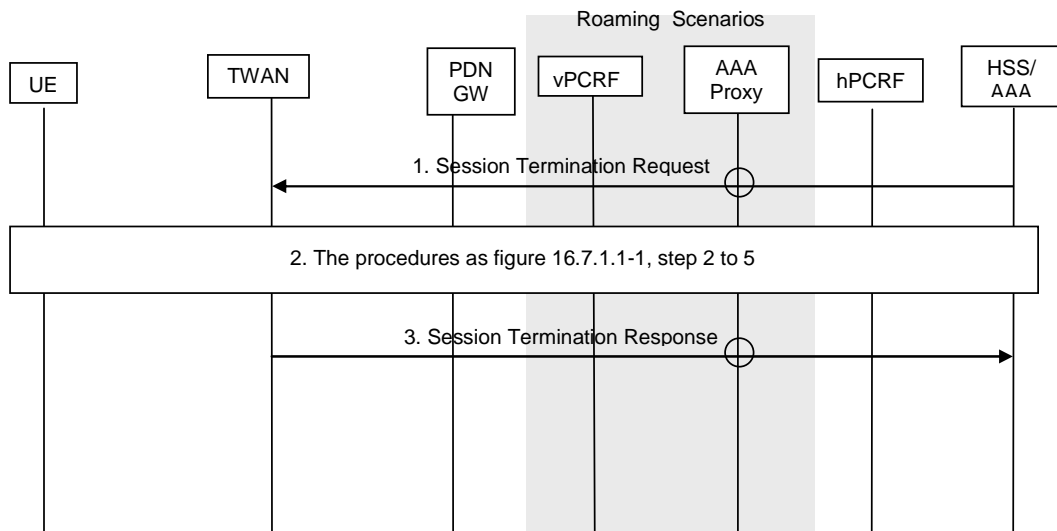 Roaming Scenarios
UE
TWAN
PDN
GW
vPCRF
AAA
Proxy
hPCRF
HSS/
AAA
1. Session Termination Request
2. The procedures as figure 16.7.1.1-1, step 2 to 5
3. Session Termination Response